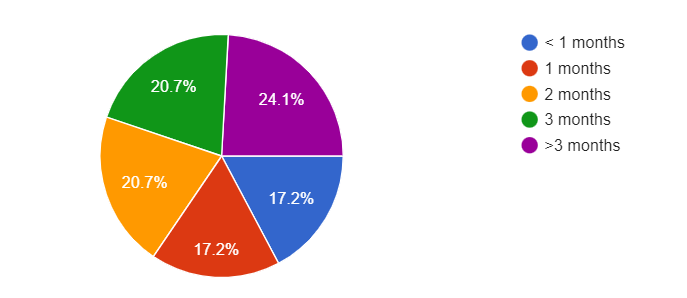 20.7%
24.1%
20.7%
17.2%
17.2%
< 1 months
1 months
2 months
3 months
>3 months